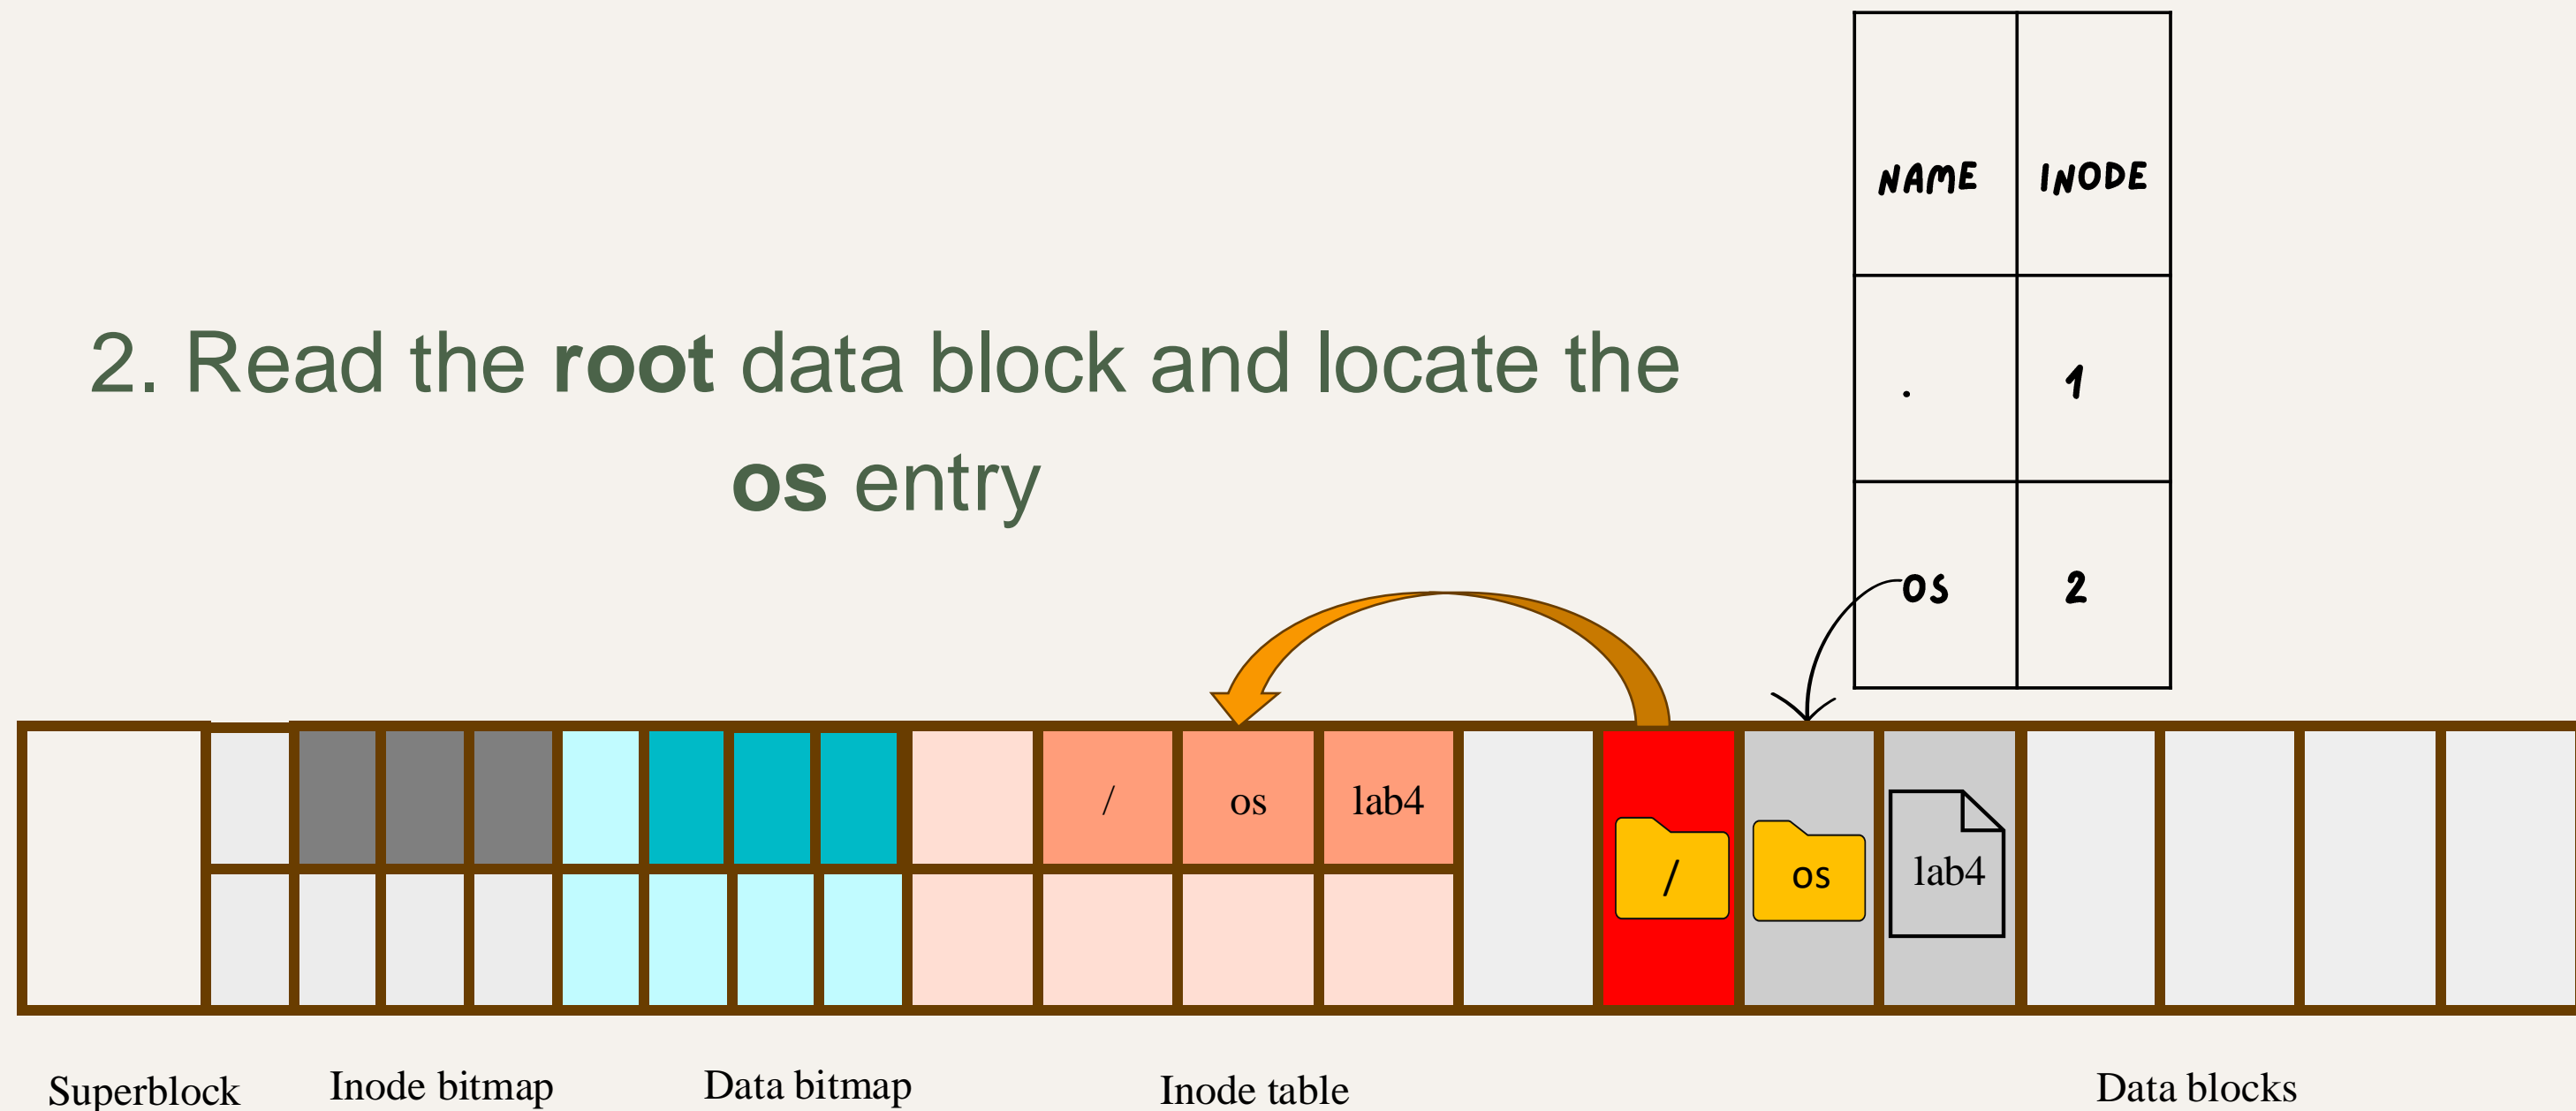 NAME INODE
. 1
os 2
2. Read the root data block and locate the
os entry
/ os lab4
/ os lab4
Superblock Inode bitmap Data bitmap Inode table Data blocks